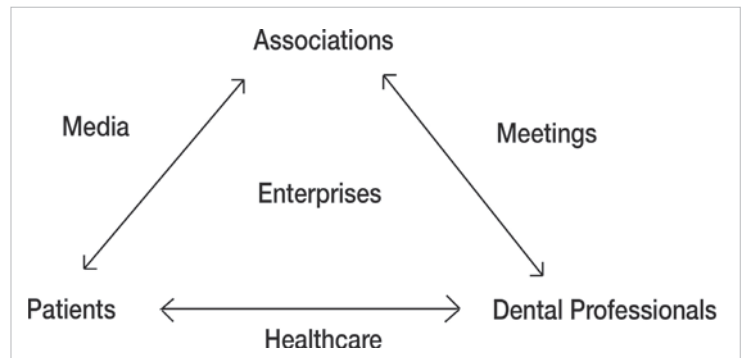 Associations
Media
Meetings
Enterprises
Patients
Dental Professionals
Healthcare